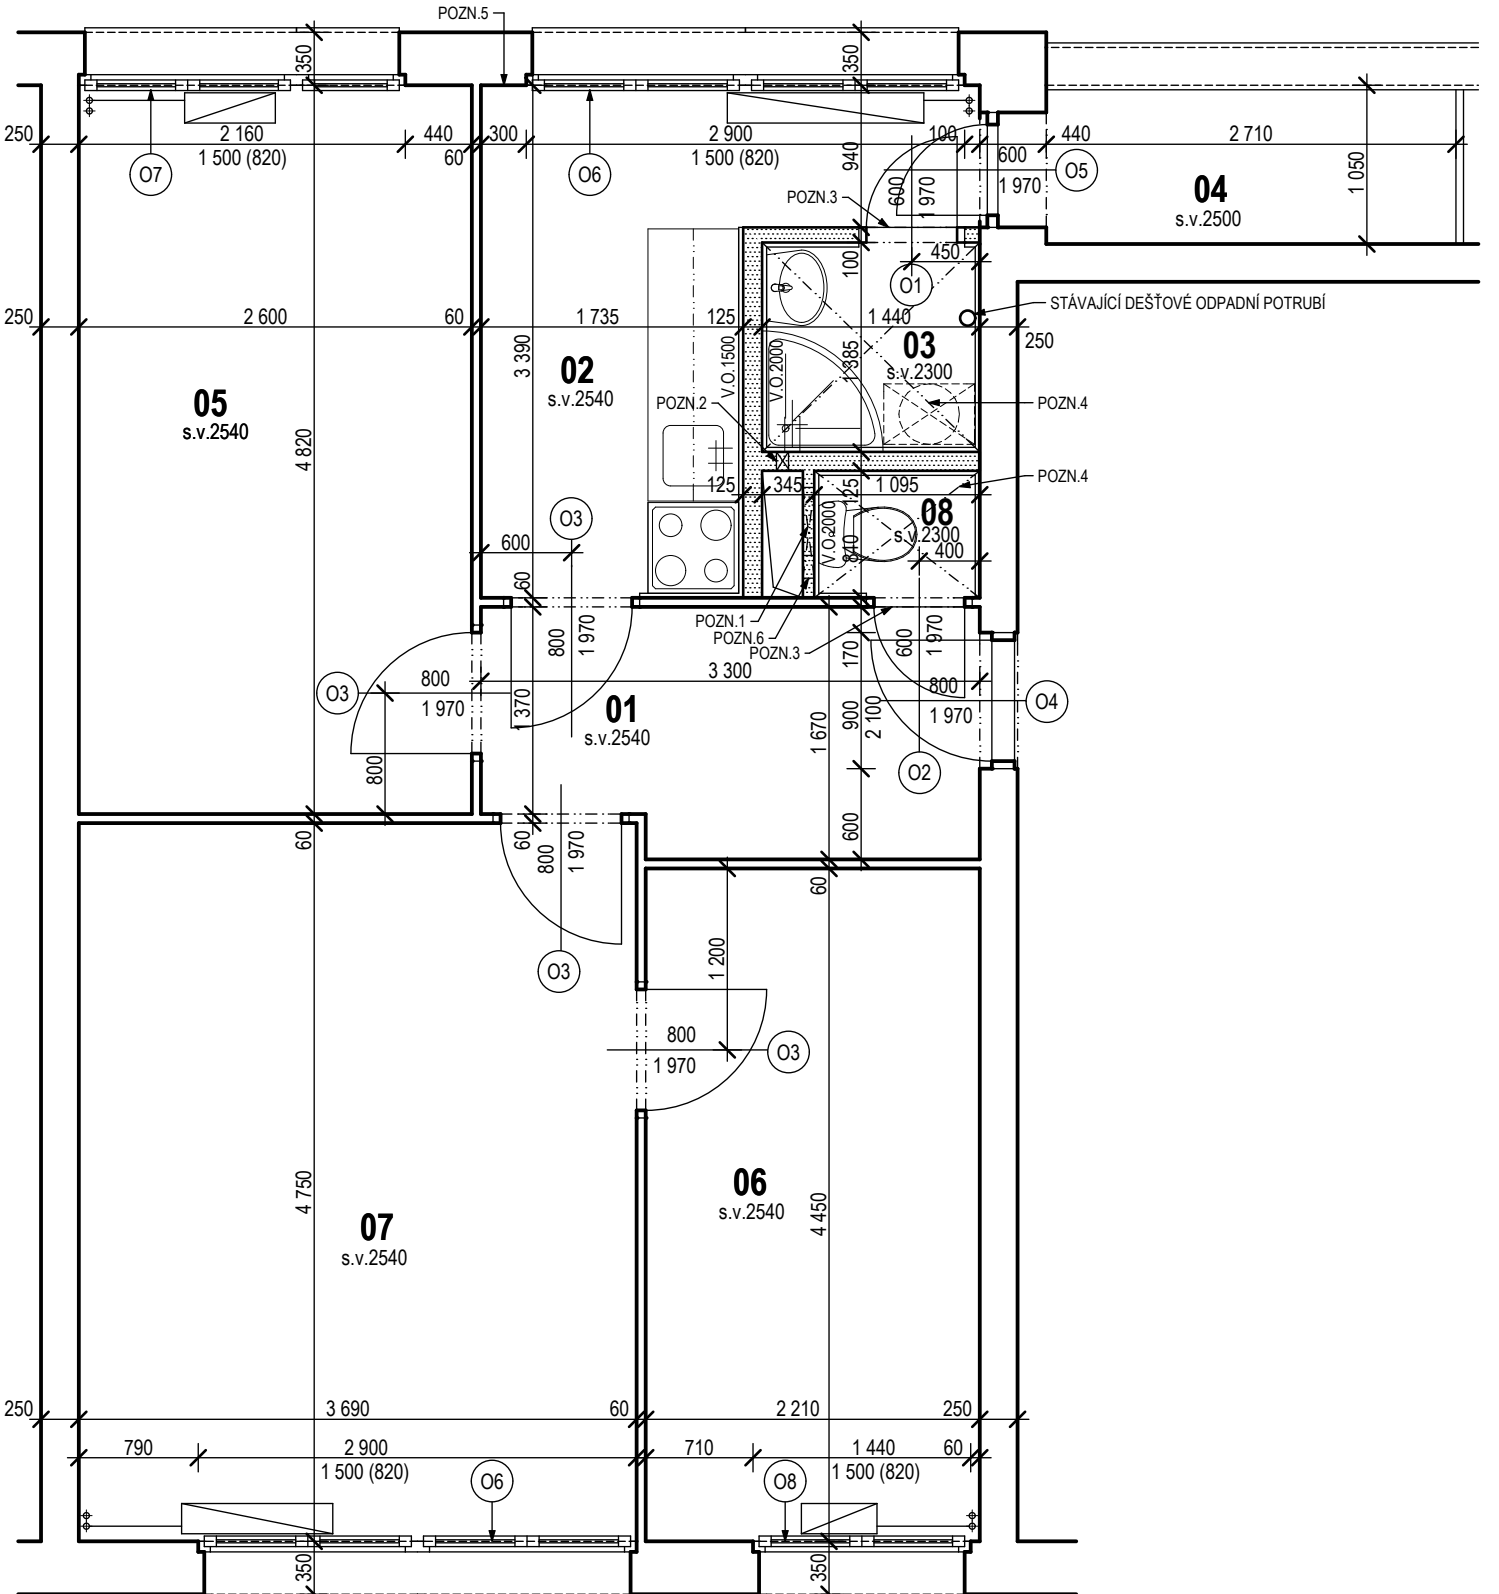 POZN.5
350
350
250
2 160
440
300
2 900
100
440
2 710
1 500 (820)
60
1 500 (820)
940
600
1 970
600
1 970
1 050
O7
O6
O5
04
s.v.2500
POZN.3
100
450
O1
STÁVAJÍCÍ DEŠŤOVÉ ODPADNÍ POTRUBÍ
250
2 600
60
1 735
125
1 440
250
3 390
03
s.v.2300
1 385
V.O.1500
V.O.2000
02
s.v.2540
05
s.v.2540
4 820
POZN.2
POZN.4
POZN.4
125
345
125
1 095
08
s.v.2300
V.O.2000
840
400
O3
600
60
POZN.1
POZN.6
POZN.3
800
1 970
170
600
1 970
3 300
O3
800
1 970
1 370
01
s.v.2540
1 670
900
2 100
800
1 970
O4
O2
800
60
60
800
1 970
600
60
O3
1 200
800
1 970
O3
4 750
06
s.v.2540
4 450
07
s.v.2540
250
3 690
60
2 210
250
790
2 900
710
1 440
60
1 500 (820)
1 500 (820)
O6
O8
350
350